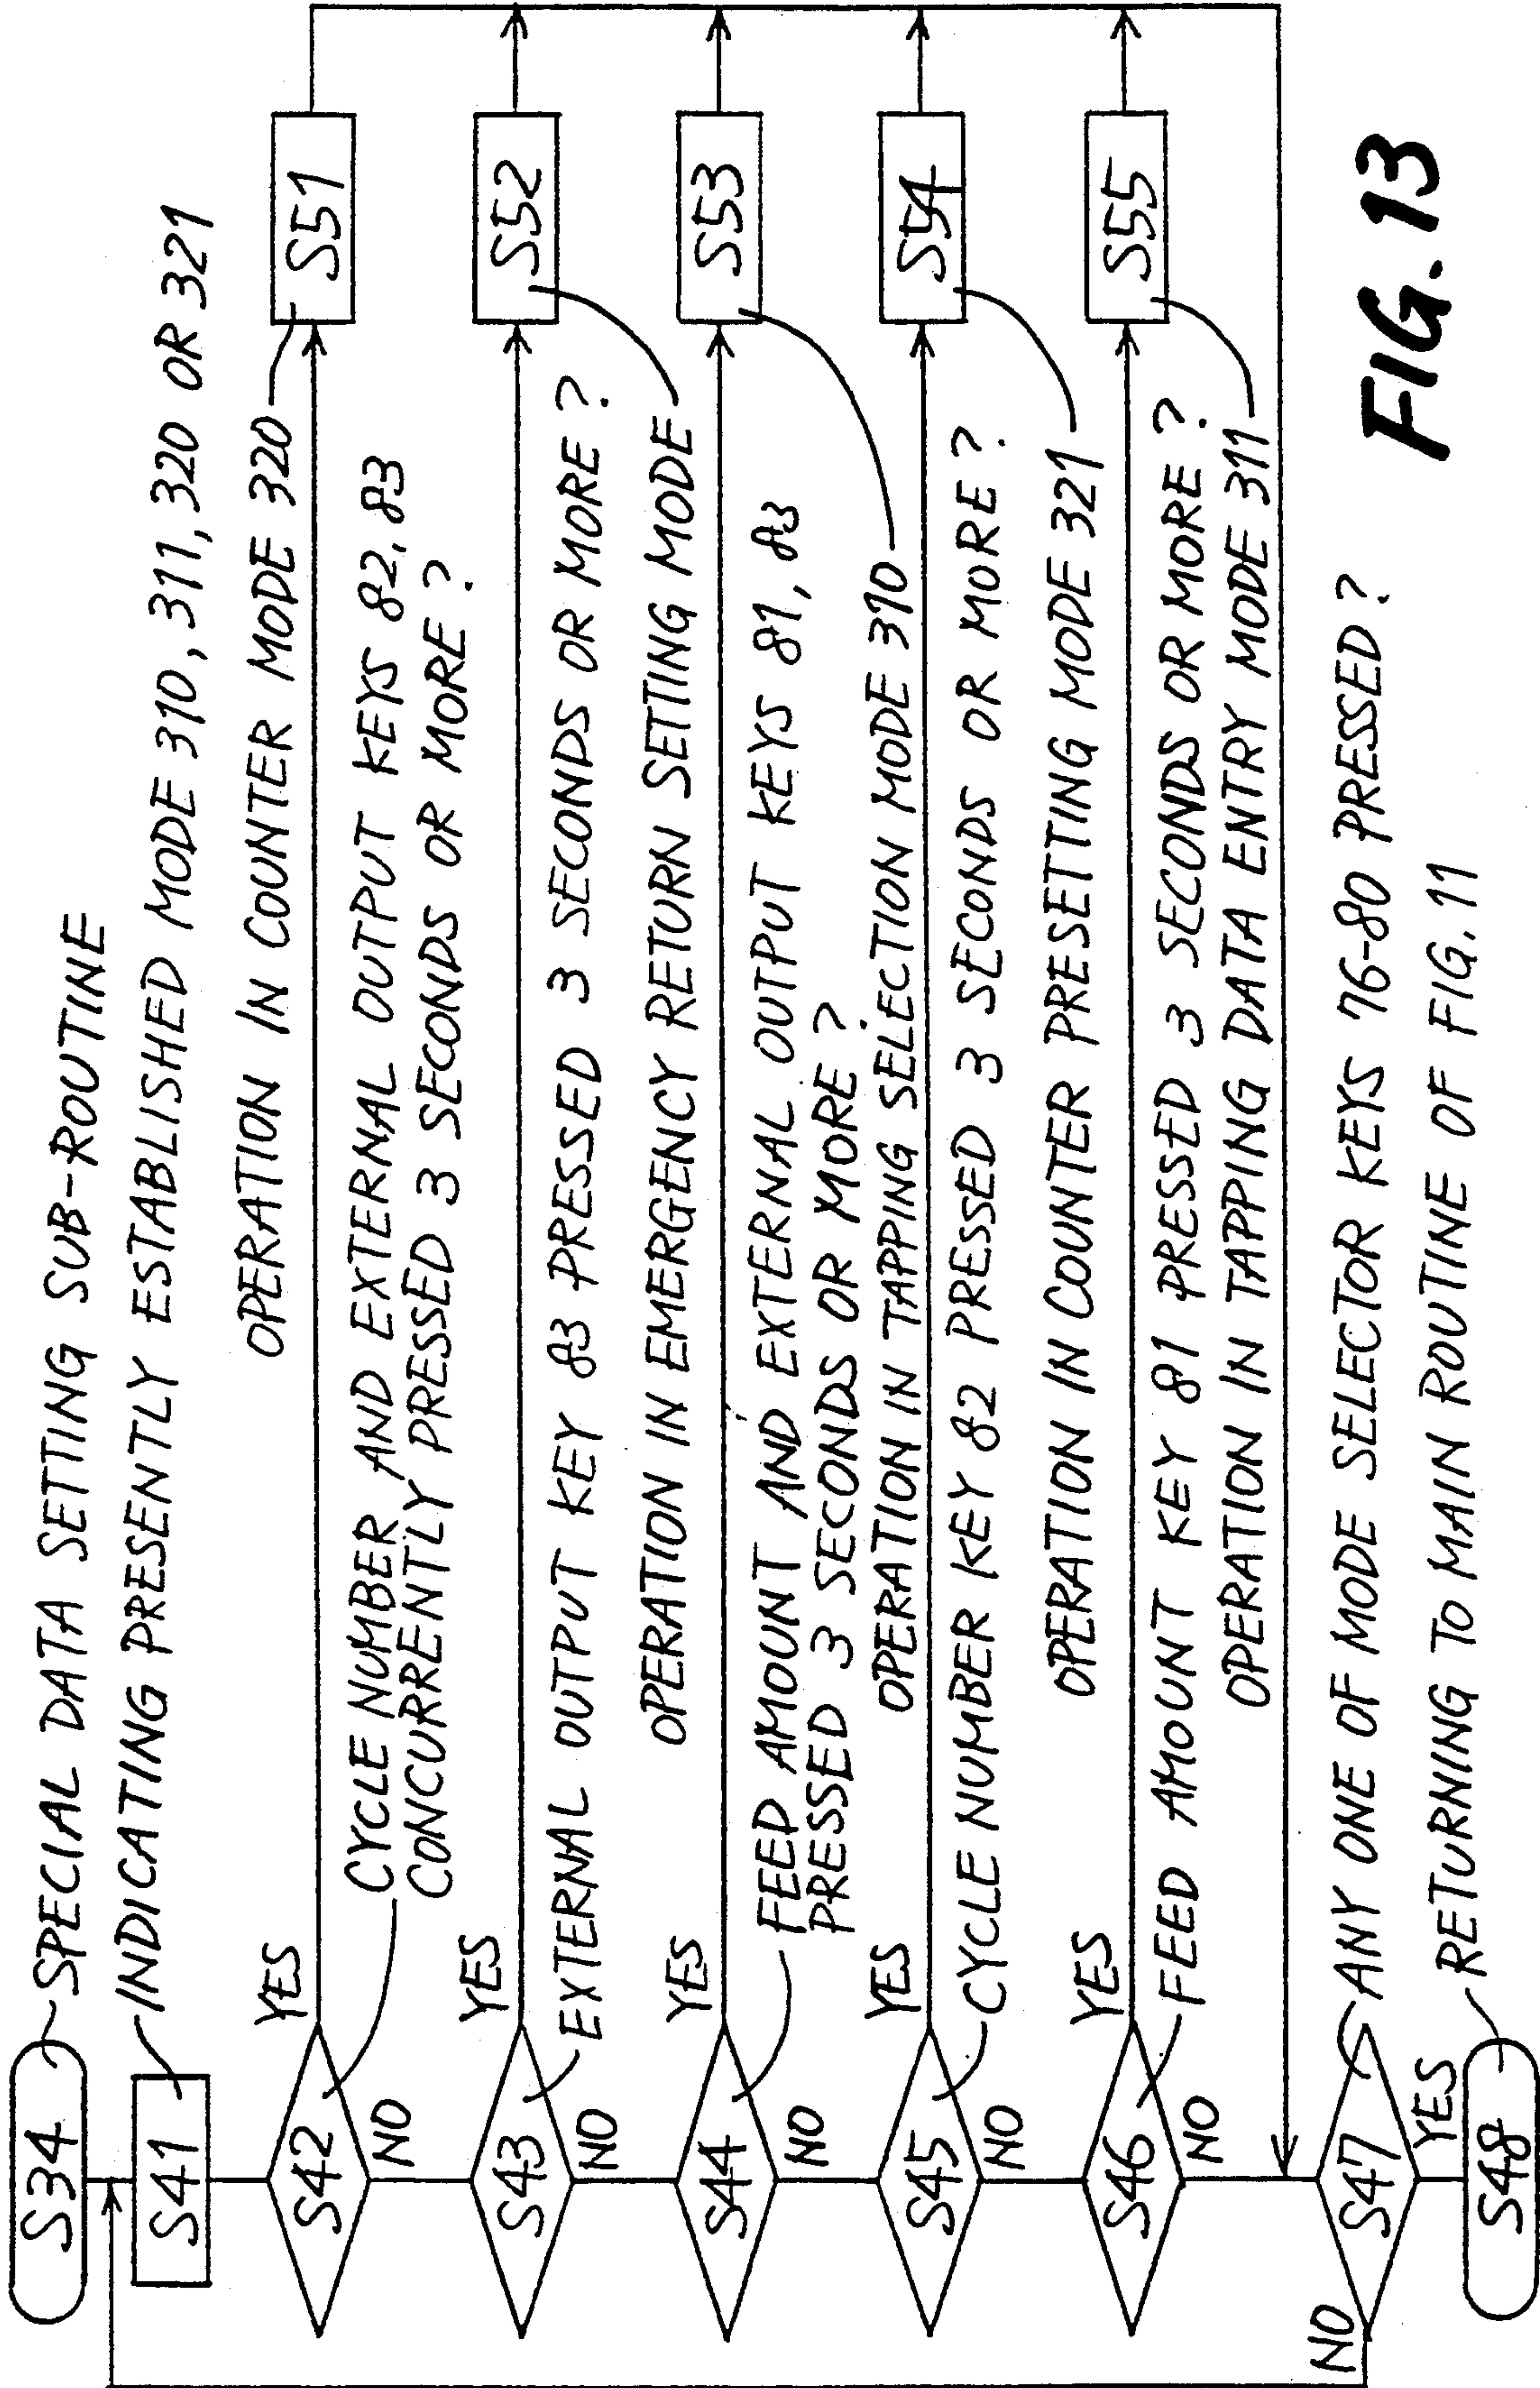 S34
SPECIAL DATA SETTING SUB-ROUTINE
S41
INDICATING PRESENTLY ESTABLISHED MODE 310, 311, 320 OR 321
OPERATION IN COUNTER MODE 320
S42
YES
S51
NO
CYCLE NUMBER AND EXTERNAL OUTPUT KEYS 82, 83
CONCURRENTLY PRESSED 3 SECONDS OR MORE?
S43
YES
S52
NO
EXTERNAL OUTPUT KEY 83 PRESSED 3 SECONDS OR MORE?
OPERATION IN EMERGENCY RETURN SETTING MODE
S44
YES
S53
NO
FEED AMOUNT AND EXTERNAL OUTPUT KEYS 81, 83
PRESSED 3 SECONDS OR MORE?
OPERATION IN TAPPING SELECTION MODE 310
S45
YES
S54
NO
CYCLE NUMBER KEY 82 PRESSED 3 SECONDS OR MORE?
OPERATION IN COUNTER PRESETTING MODE 321
S46
YES
S55
NO
FEED AMOUNT KEY 81 PRESSED 3 SECONDS OR MORE?
OPERATION IN TAPPING DATA ENTRY MODE 311
NO
S47
YES
ANY ONE OF MODE SELECTOR KEYS 76-80 PRESSED?
S48
RETURNING TO MAIN ROUTINE OF FIG. 11
FIG. 13